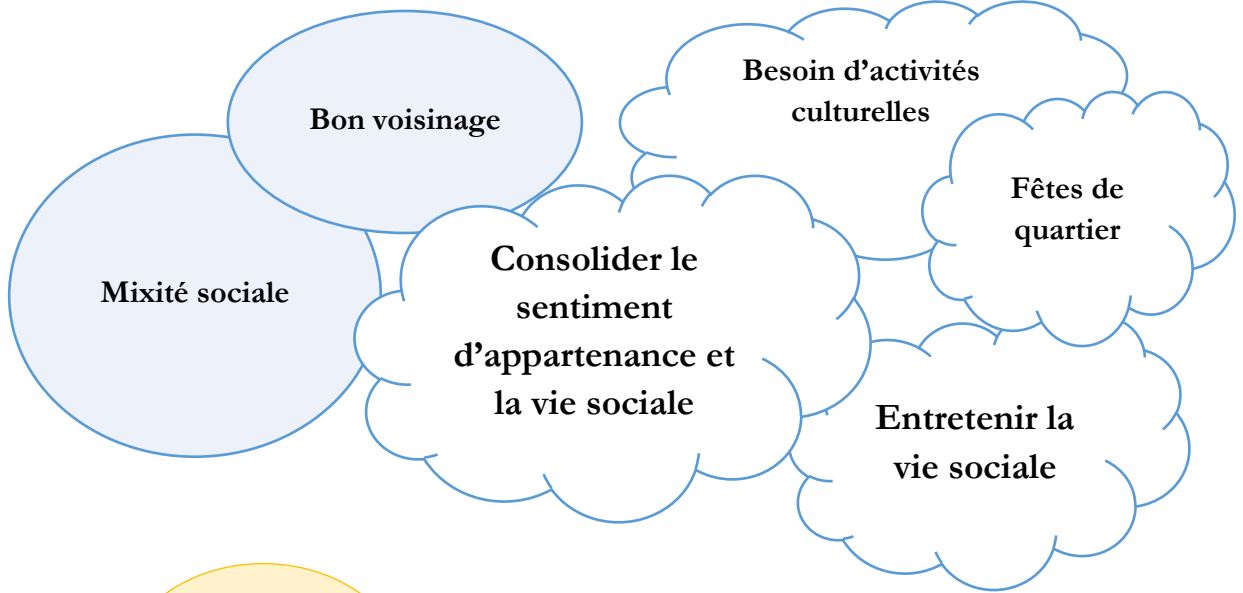 Besoin d’activités
culturelles
Bon voisinage
Fêtes de
quartier
Mixité sociale
Consolider le
sentiment
d’appartenance et
la vie sociale
Entretenir la
vie sociale